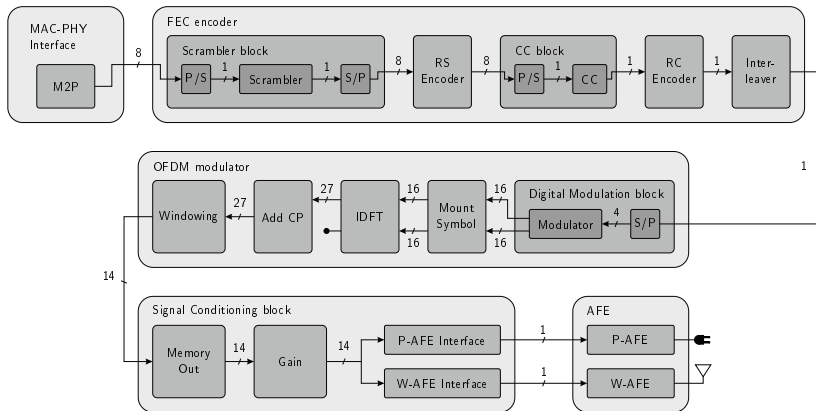 MAC-PHY
Interface
M2P
8
FEC encoder
Scrambler block
P/S
1
Scrambler
1
S/P
8
RS
Encoder
8
CC block
P/S
1
CC
1
RC
Encoder
1
Inter-
leaver
1
OFDM modulator
Windowing
27
Add CP
27
IDFT
16
16
Mount
Symbol
16
16
Digital Modulation block
Modulator
4
S/P
14
Signal Conditioning block
Memory
Out
14
Gain
14
P-AFE Interface
W-AFE Interface
1
1
AFE
P-AFE
W-AFE